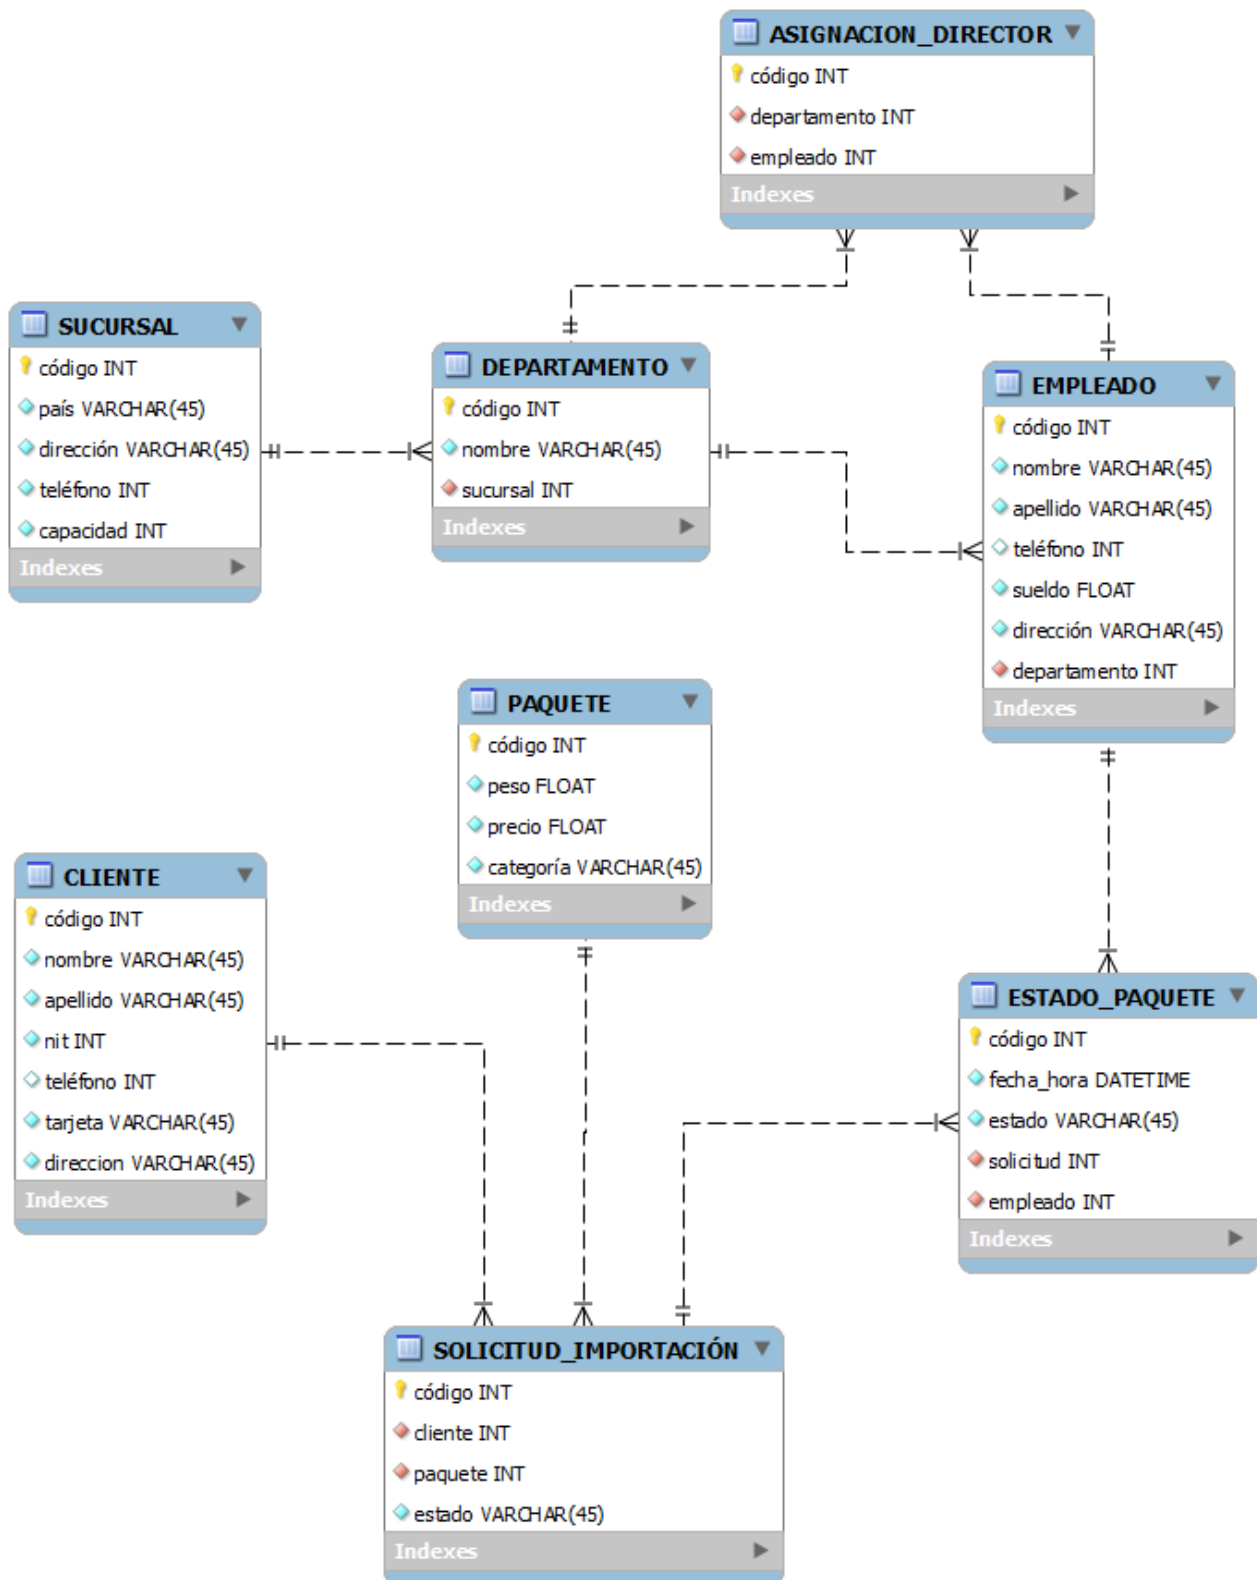 ASIGNACION_DIRECTOR
código INT
departamento INT
empleado INT
Indexes
SUCURSAL
código INT
país VARCHAR(45)
dirección VARCHAR(45)
teléfono INT
capacidad INT
Indexes
DEPARTAMENTO
código INT
nombre VARCHAR(45)
sucursal INT
Indexes
EMPLEADO
código INT
nombre VARCHAR(45)
apellido VARCHAR(45)
teléfono INT
sueldo FLOAT
dirección VARCHAR(45)
departamento INT
Indexes
PAQUETE
código INT
peso FLOAT
precio FLOAT
categoría VARCHAR(45)
Indexes
CLIENTE
código INT
nombre VARCHAR(45)
apellido VARCHAR(45)
nit INT
teléfono INT
tarjeta VARCHAR(45)
direccion VARCHAR(45)
Indexes
ESTADO_PAQUETE
código INT
fecha_hora DATETIME
estado VARCHAR(45)
solicitud INT
empleado INT
Indexes
SOLICITUD_IMPORTACIÓN
código INT
cliente INT
paquete INT
estado VARCHAR(45)
Indexes